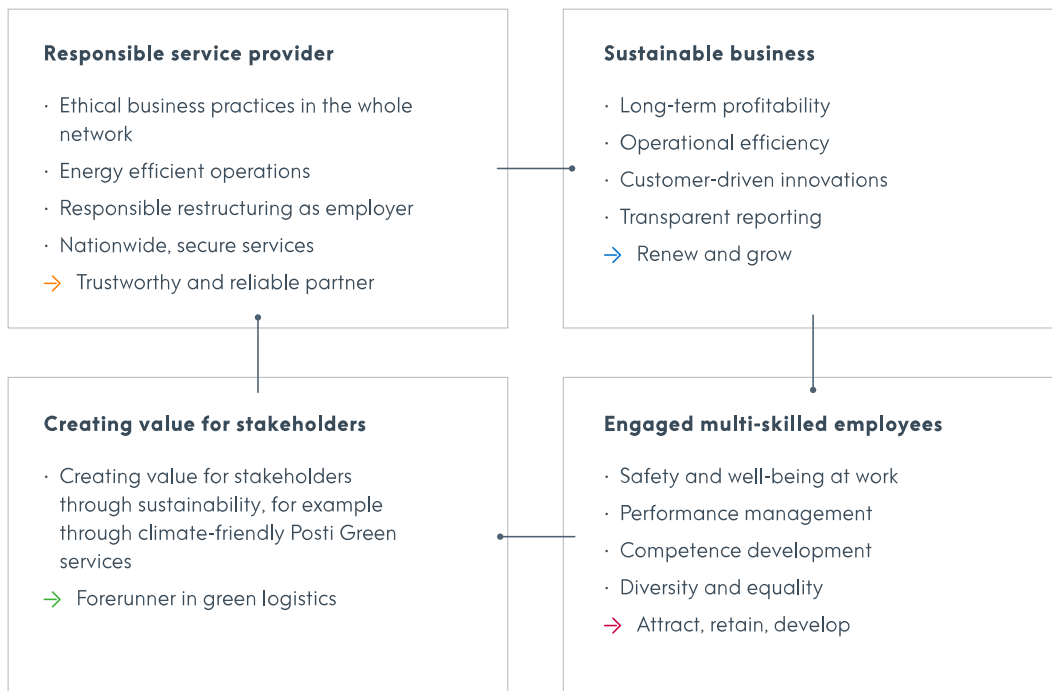 Responsible service provider
· Ethical business practices in the whole
network
· Energy efficient operations
· Responsible restructuring as employer
· Nationwide, secure services
→ Trustworthy and reliable partner
Sustainable business
· Long-term profitability
· Operational efficiency
· Customer-driven innovations
· Transparent reporting
→ Renew and grow
Creating value for stakeholders
· Creating value for stakeholders
through sustainability, for example
through climate-friendly Posti Green
services
→ Forerunner in green logistics
Engaged multi-skilled employees
· Safety and well-being at work
· Performance management
· Competence development
· Diversity and equality
→ Attract, retain, develop